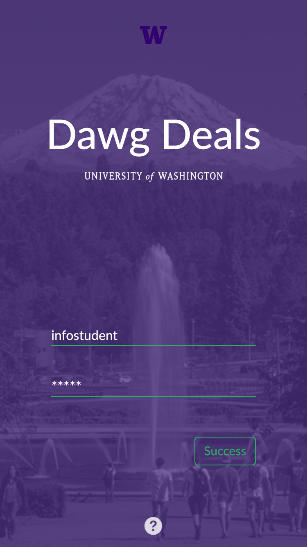 W
Dawg Deals
UNIVERSITY of WASHINGTON
infostudent
*****
Success
?